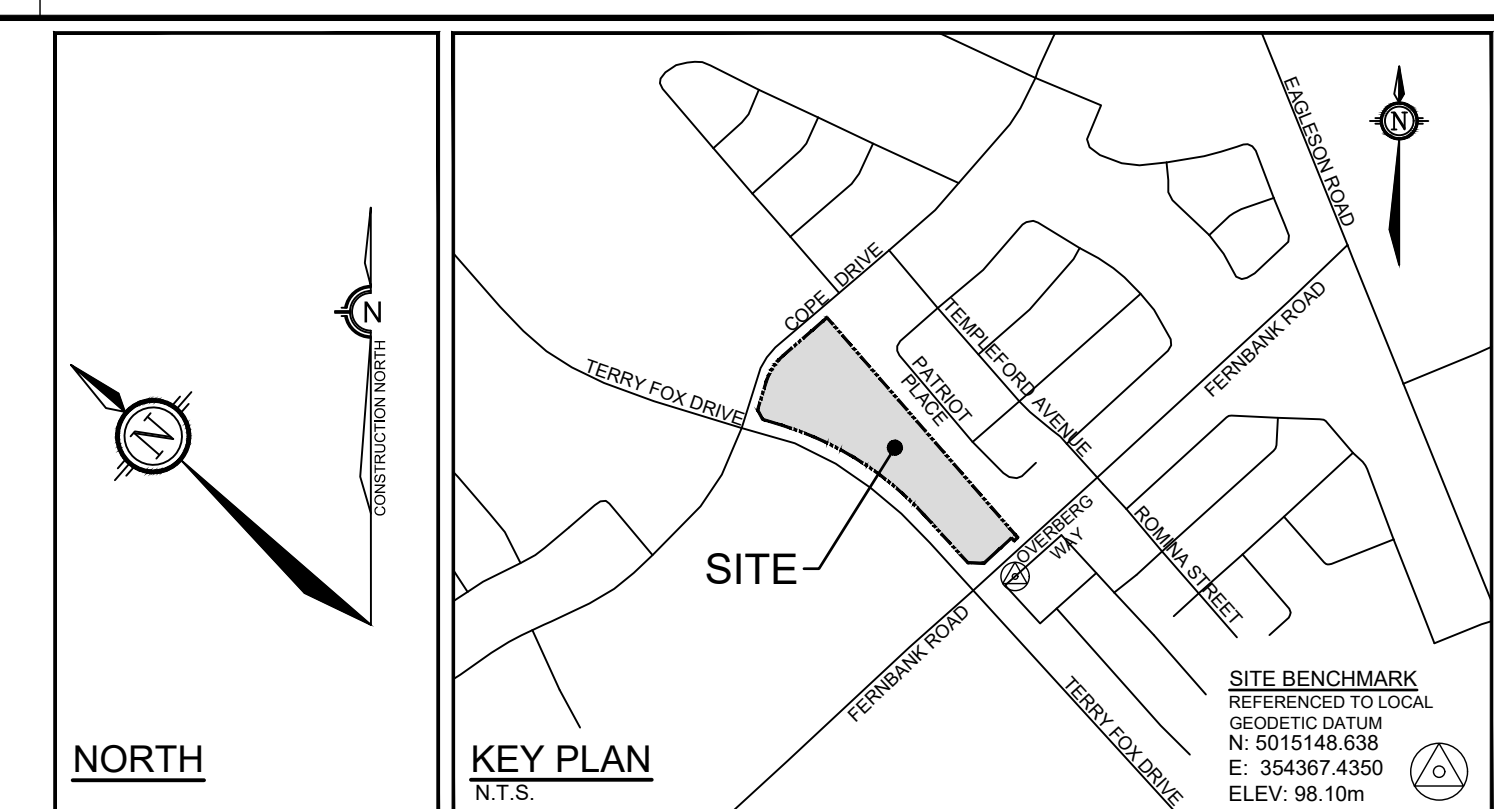 N
CONSTRUCTION NORTH
N
NORTH
EAGLESON ROAD
N
COPE DRIVE
TEMPLEFORD AVENUE
FERNBANK ROAD
TERRY FOX DRIVE
PATRIOT
PLACE
SITE
OVERBERG
WAY
ROMINA STREET
FERNBANK ROAD
TERRY FOX DRIVE
KEY PLAN
N.T.S.
SITE BENCHMARK
REFERENCED TO LOCAL
GEODETIC DATUM
N: 5015148.638
E: 354367.4350
ELEV: 98.10m